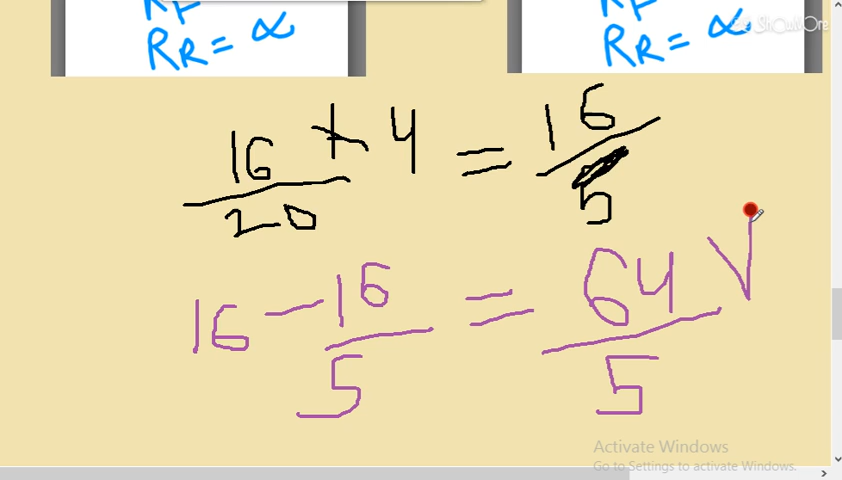 RR = α
RR = α
ShowMore
16/20 + 4 = 16/5
16 - 16/5 = 64/5 V
Activate Windows
Go to Settings to activate Windows.